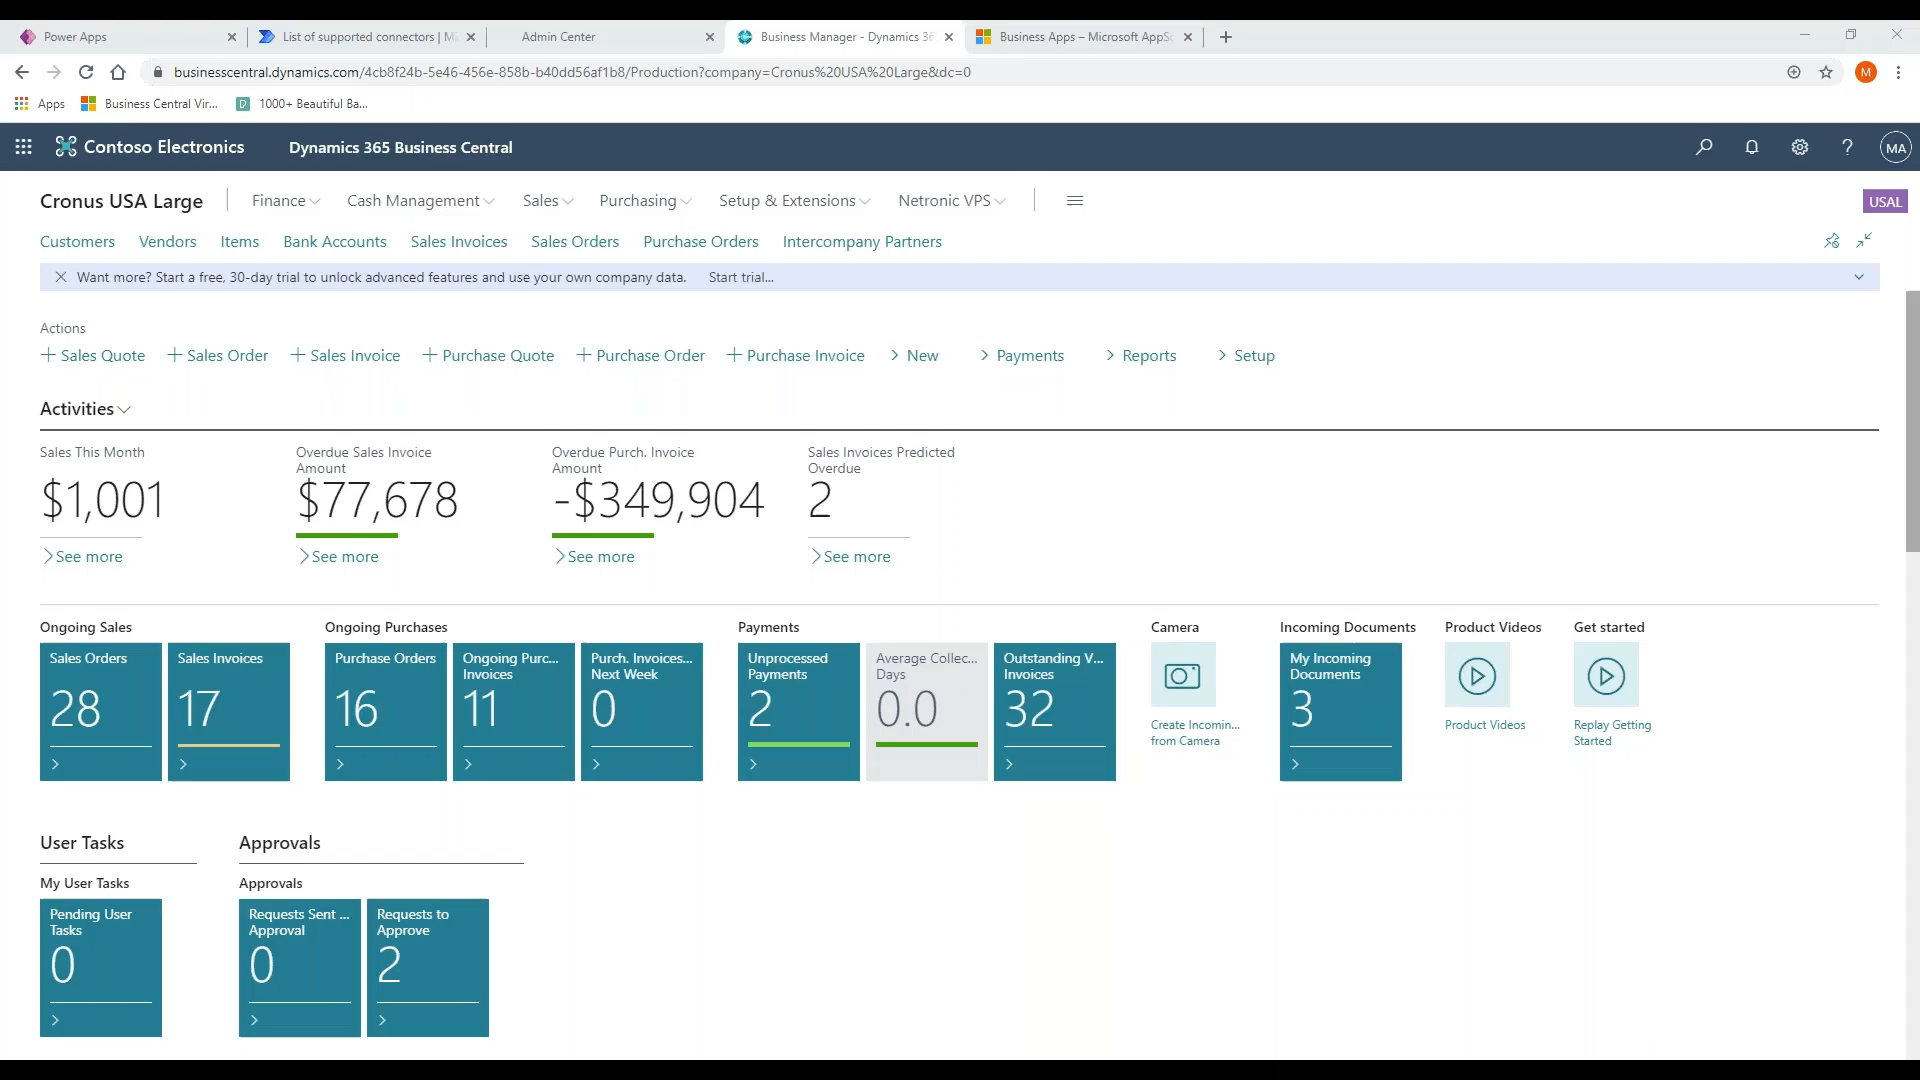 Power Apps
List of supported connectors | Mi
Admin Center
Business Manager - Dynamics 36
Business Apps – Microsoft AppSo
businesscentral.dynamics.com/4cb8f24b-5e46-456e-858b-b40dd56af1b8/Production?company=Cronus%20USA%20Large&dc=0
M
Apps
Business Central Vir...
1000+ Beautiful Ba...
Contoso Electronics
Dynamics 365 Business Central
MA
Cronus USA Large
Finance
Cash Management
Sales
Purchasing
Setup & Extensions
Netronic VPS
USAL
Customers
Vendors
Items
Bank Accounts
Sales Invoices
Sales Orders
Purchase Orders
Intercompany Partners
Want more? Start a free, 30-day trial to unlock advanced features and use your own company data.
Start trial...
Actions
+ Sales Quote
+ Sales Order
+ Sales Invoice
+ Purchase Quote
+ Purchase Order
+ Purchase Invoice
> New
> Payments
> Reports
> Setup
Activities
Sales This Month
$1,001
>See more
Overdue Sales Invoice
Amount
$77,678
>See more
Overdue Purch. Invoice
Amount
-$349,904
>See more
Sales Invoices Predicted
Overdue
2
>See more
Ongoing Sales
Sales Orders
28
Sales Invoices
17
Ongoing Purchases
Purchase Orders
16
Ongoing Purc...
Invoices
11
Purch. Invoices...
Next Week
0
Payments
Unprocessed
Payments
2
Average Collec...
Days
0.0
Outstanding V...
Invoices
32
Camera
Create Incomin...
from Camera
Incoming Documents
My Incoming
Documents
3
Product Videos
Product Videos
Get started
Replay Getting
Started
User Tasks
My User Tasks
Pending User
Tasks
0
Approvals
Approvals
Requests Sent ...
Approval
0
Requests to
Approve
2